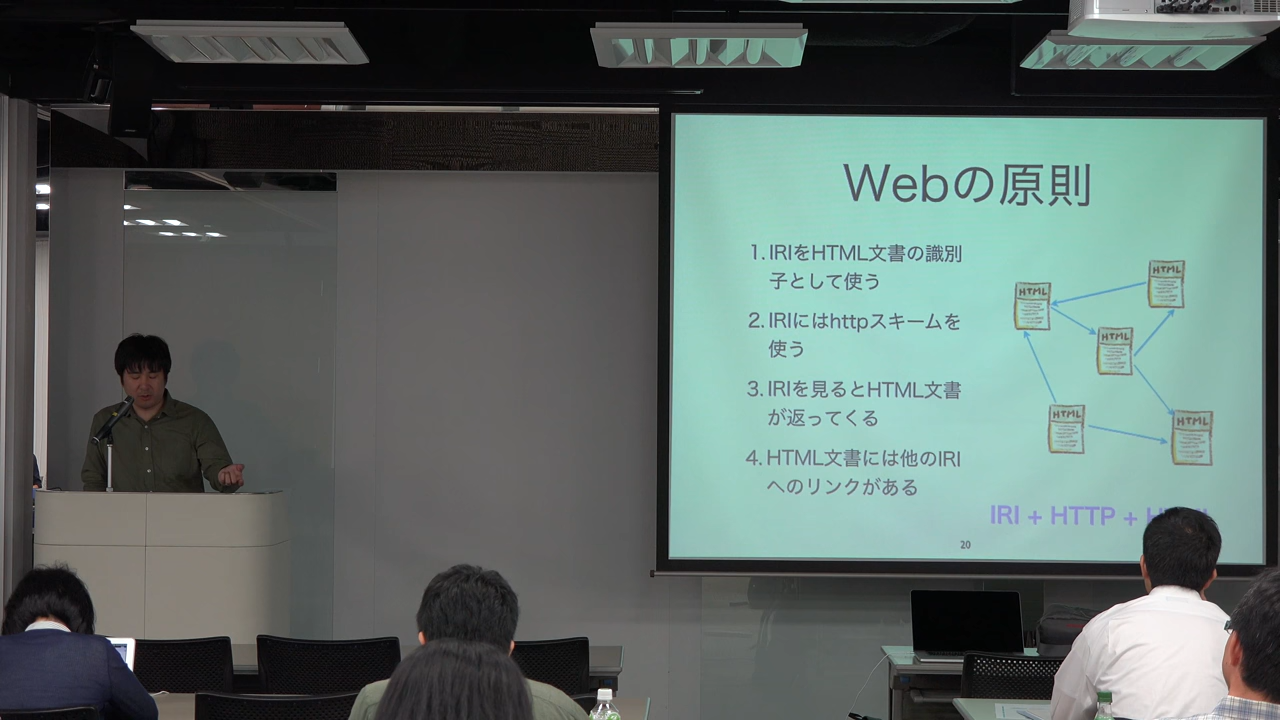 Webの原則
1. IRIをHTML文書の識別
子として使う
2. IRIにはhttpスキームを
使う
3. IRIを見るとHTML文書
が返ってくる
4. HTML文書には他のIRI
へのリンクがある
HTML
HTML
HTML
HTML
HTML
IRI + HTTP +
20